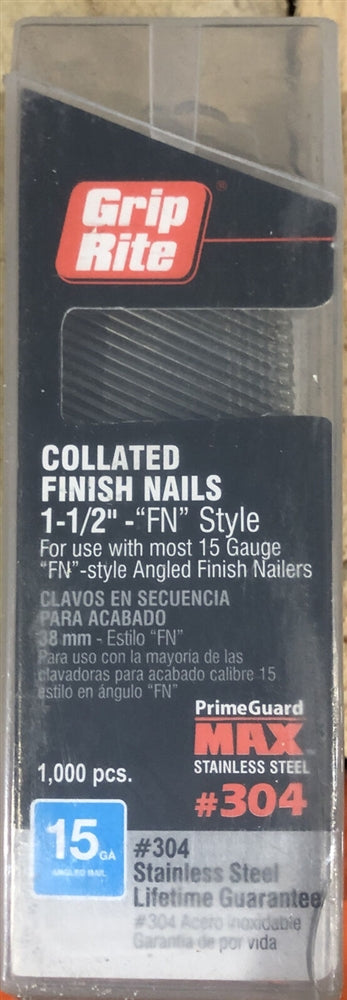 Grip
Rite
®
COLLATED
FINISH NAILS
1-1/2" -"FN" Style
For use with most 15 Gauge
"FN"-style Angled Finish Nailers
CLAVOS EN SECUENCIA
PARA ACABADO
38 mm - Estilo "FN"
Para uso con la mayoría de las
clavadoras para acabado calibre 15
estilo en ángulo "FN"
PrimeGuard
MAX™
STAINLESS STEEL
#304
1,000 pcs.
15 GA
ANGLED NAIL
#304
Stainless Steel
Lifetime Guarantee
#304 Acero inoxidable
Garantía de por vida